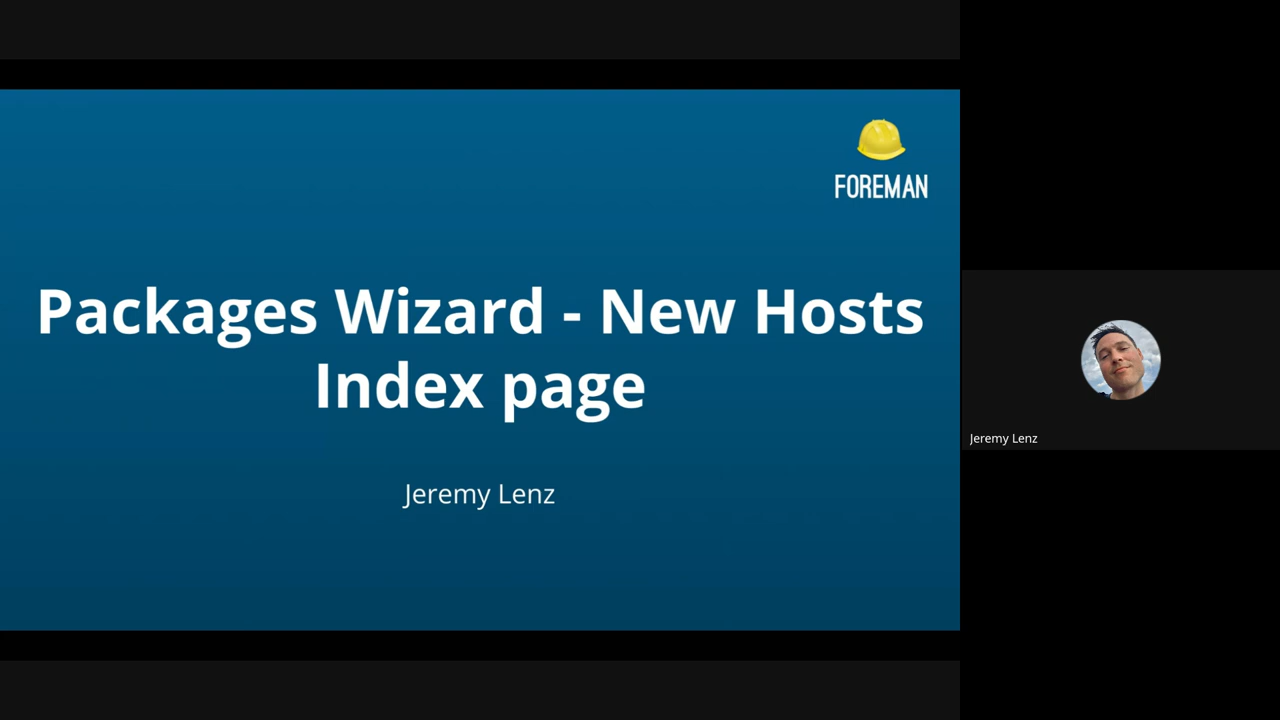 FOREMAN
Packages Wizard - New Hosts
Index page
Jeremy Lenz
Jeremy Lenz